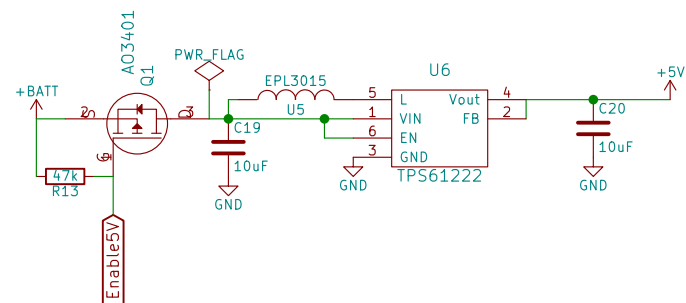 AO3401
Q1
PWR_FLAG
+BATT
2
S
D
3
G
1
47k
R13
Enable5V
EPL3015
U5
C19
10uF
GND
U6
5
L
Vout
4
1
VIN
FB
2
6
EN
3
GND
TPS61222
GND
C20
10uF
GND
+5V